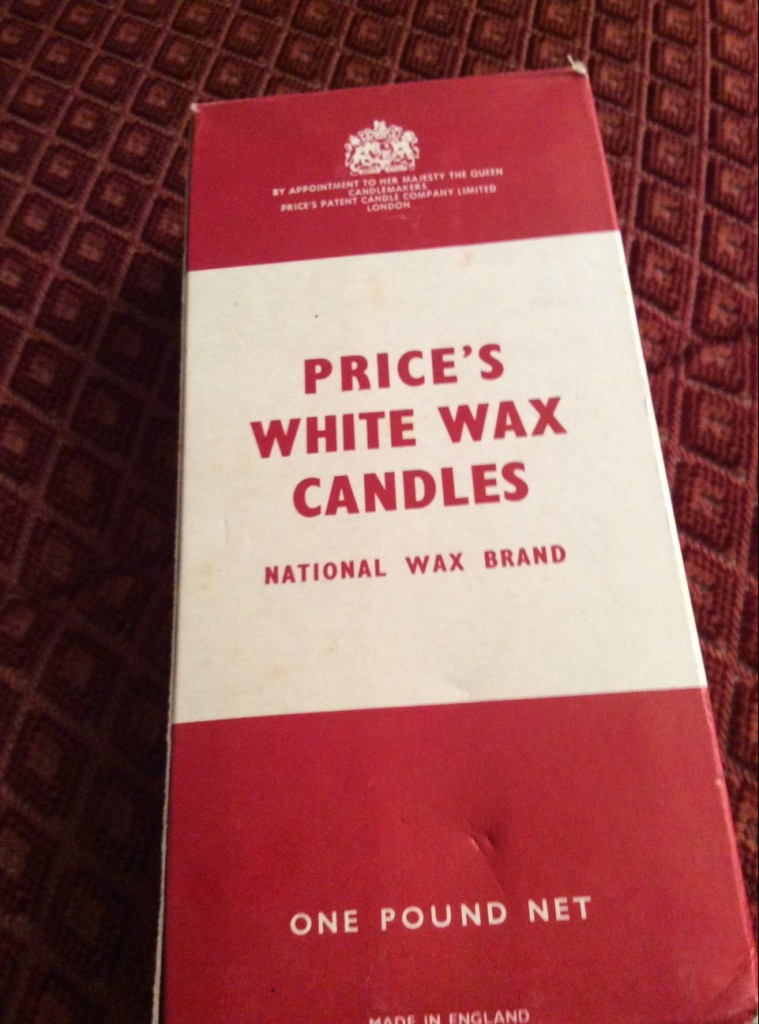 BY APPOINTMENT TO HER MAJESTY THE QUEEN
CANDLEMAKERS
PRICE'S PATENT CANDLE COMPANY LIMITED
LONDON
PRICE'S
WHITE WAX
CANDLES
NATIONAL WAX BRAND
ONE POUND NET
MADE IN ENGLAND